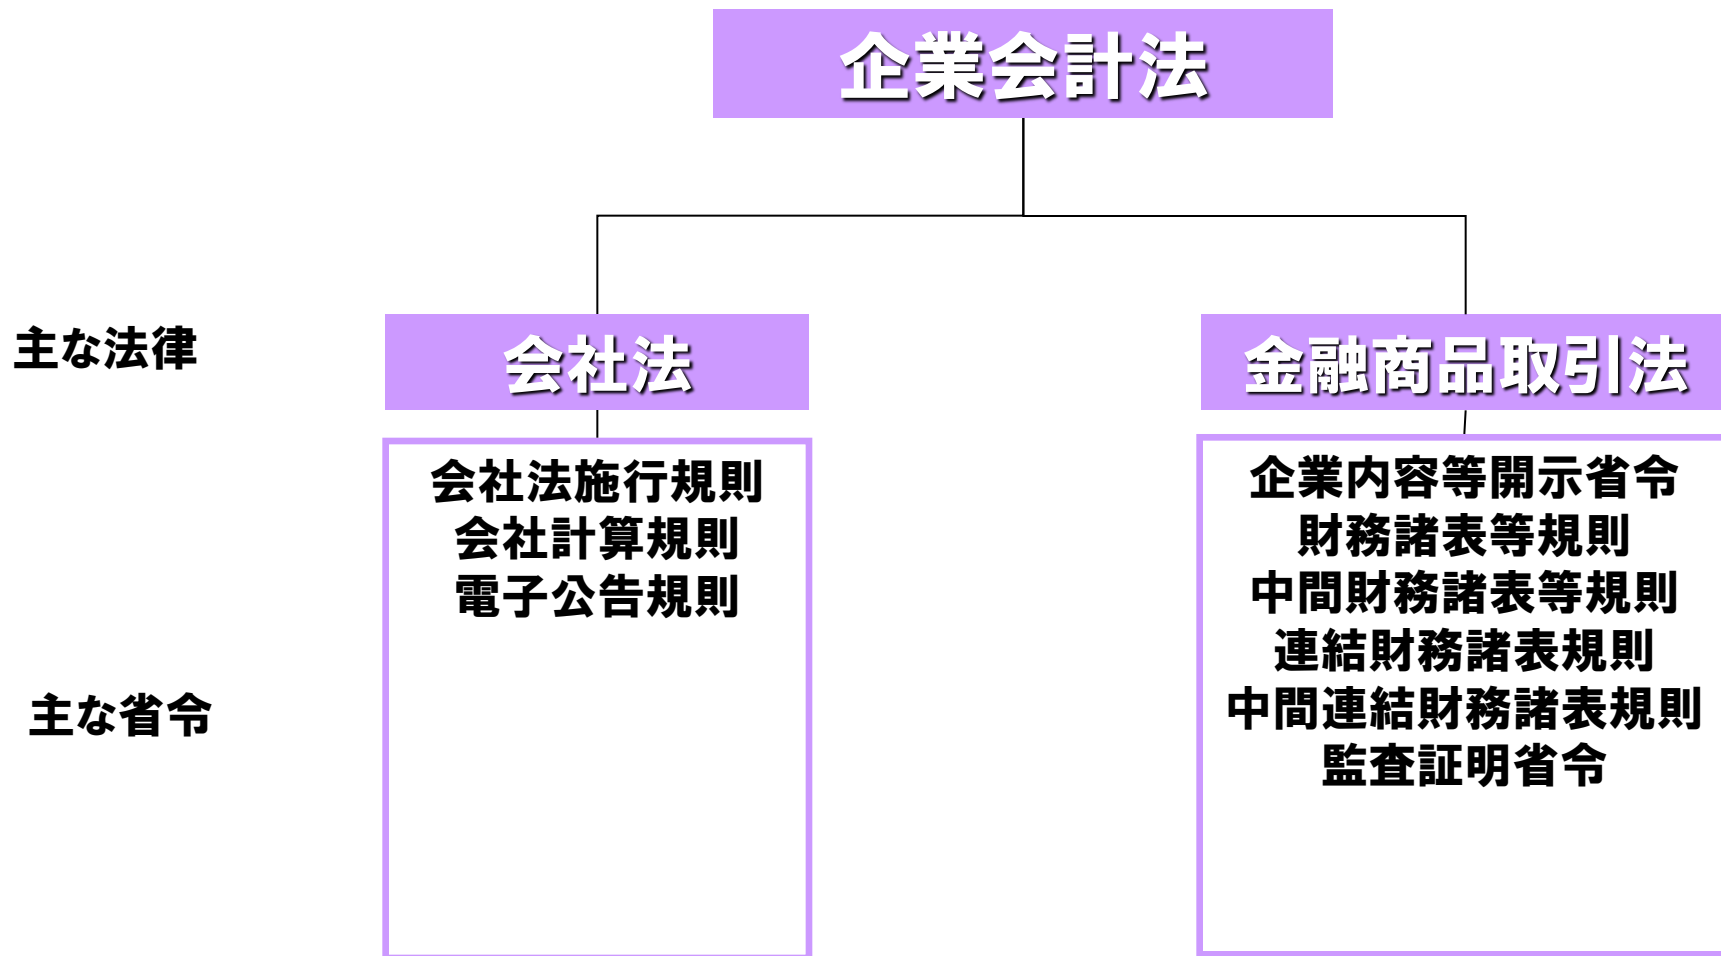 企業会計法
主な法律
会社法
金融商品取引法
主な省令
会社法施行規則
会社計算規則
電子公告規則
企業内容等開示省令
財務諸表等規則
中間財務諸表等規則
連結財務諸表規則
中間連結財務諸表規則
監査証明省令